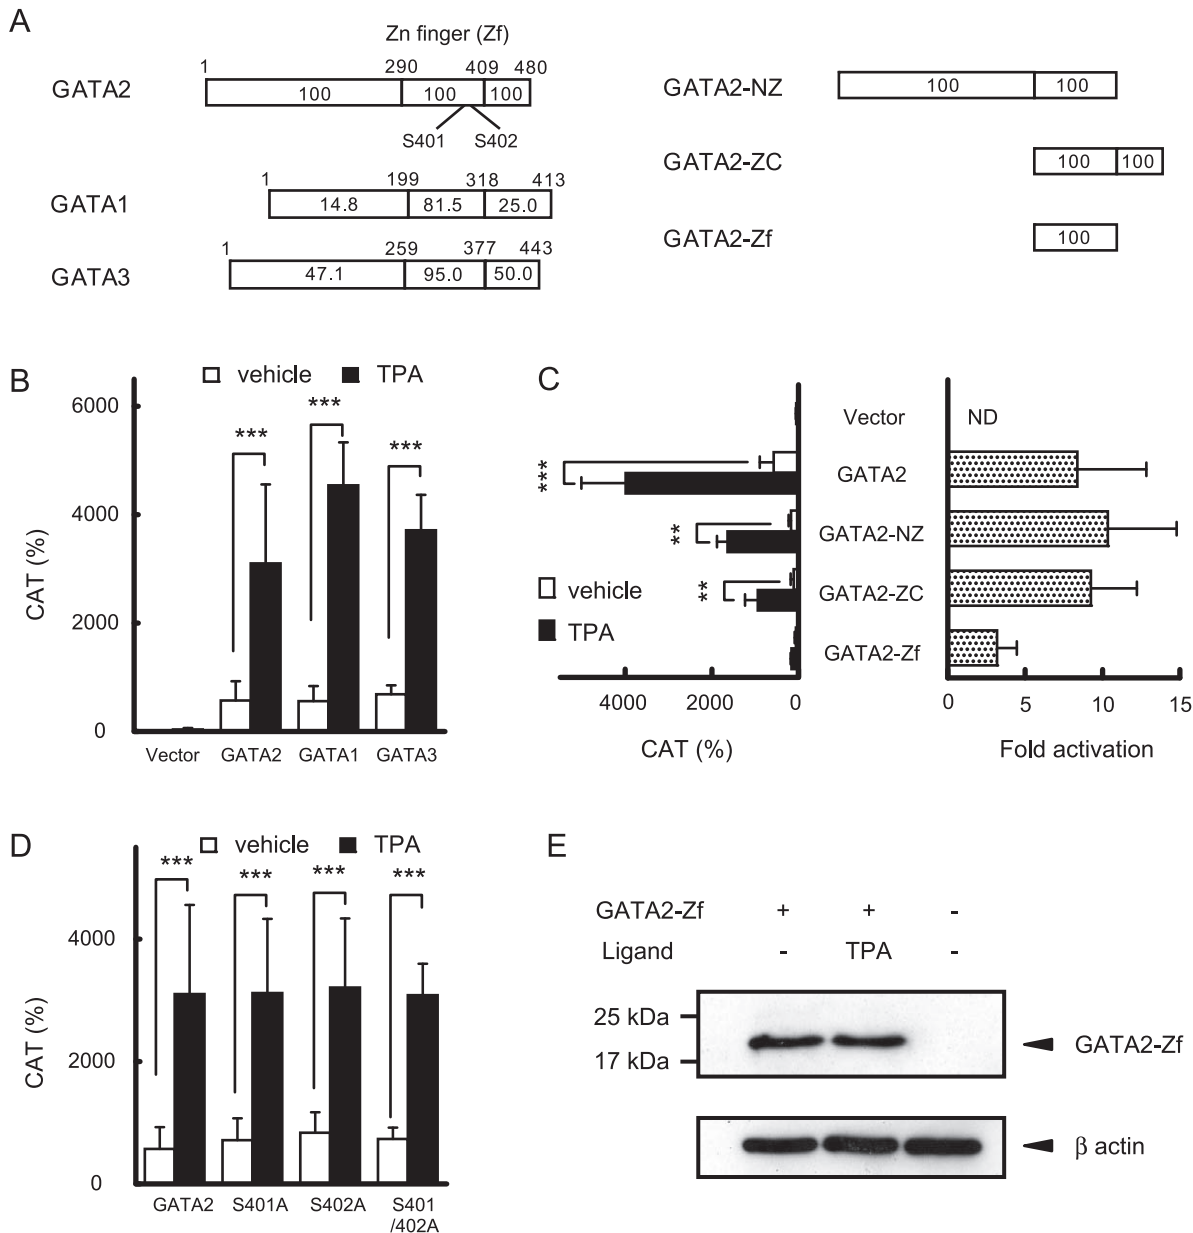 A
Zn finger (Zf)
1 290 409 480
GATA2 100 100 100
S401 S402
1 199 318 413
GATA1 14.8 81.5 25.0
1 259 377 443
GATA3 47.1 95.0 50.0
GATA2-NZ 100 100
GATA2-ZC 100 100
GATA2-Zf 100
B
vehicle TPA
CAT (%)
6000
4000
2000
0
***
***
***
Vector GATA2 GATA1 GATA3
C
Vector ND
*** GATA2
** GATA2-NZ
** GATA2-ZC
GATA2-Zf
vehicle
TPA
4000 2000 0
CAT (%)
0 5 10 15
Fold activation
D
vehicle TPA
CAT (%)
4000
2000
0
***
***
***
***
GATA2 S401A S402A S401
/402A
E
GATA2-Zf + + -
Ligand - TPA -
25 kDa
17 kDa
GATA2-Zf
β actin